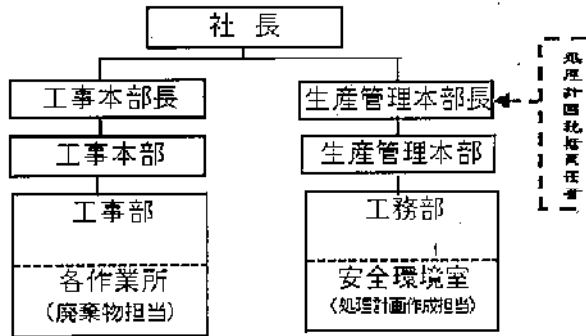 社長
工事本部長
生産管理本部長
処理計画統括責任者
工事本部
生産管理本部
工事部
工務部
各作業所
(廃棄物担当)
安全環境室
(処理計画作成担当)